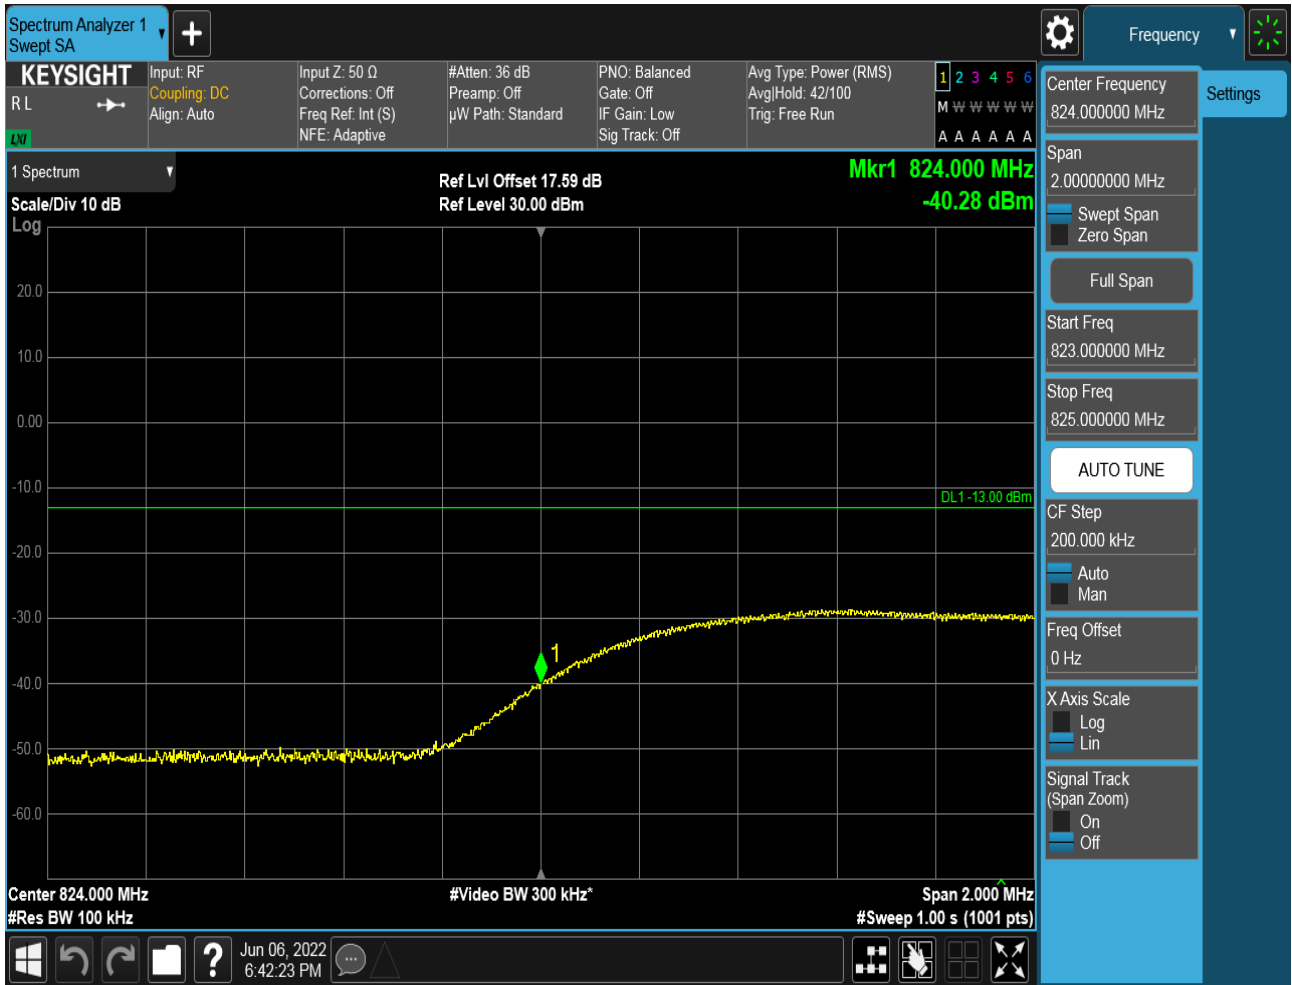 Spectrum Analyzer 1
Swept SA
Frequency
KEYSIGHT
R L
LXI
Input: RF
Coupling: DC
Align: Auto
Input Z: 50 Ω
Corrections: Off
Freq Ref: Int (S)
NFE: Adaptive
#Atten: 36 dB
Preamp: Off
µW Path: Standard
PNO: Balanced
Gate: Off
IF Gain: Low
Sig Track: Off
Avg Type: Power (RMS)
Avg|Hold: 42/100
Trig: Free Run
1 2 3 4 5 6
M W W W W W
A A A A A A
1 Spectrum
Scale/Div 10 dB
Log
Ref Lvl Offset 17.59 dB
Ref Level 30.00 dBm
Mkr1 824.000 MHz
-40.28 dBm
20.0
10.0
0.00
-10.0
-20.0
-30.0
-40.0
-50.0
-60.0
DL1 -13.00 dBm
1
Center 824.000 MHz
#Res BW 100 kHz
#Video BW 300 kHz*
Span 2.000 MHz
#Sweep 1.00 s (1001 pts)
Center Frequency
824.000000 MHz
Span
2.00000000 MHz
Swept Span
Zero Span
Full Span
Start Freq
823.000000 MHz
Stop Freq
825.000000 MHz
AUTO TUNE
CF Step
200.000 kHz
Auto
Man
Freq Offset
0 Hz
X Axis Scale
Log
Lin
Signal Track
(Span Zoom)
On
Off
Settings
?
Jun 06, 2022
6:42:23 PM